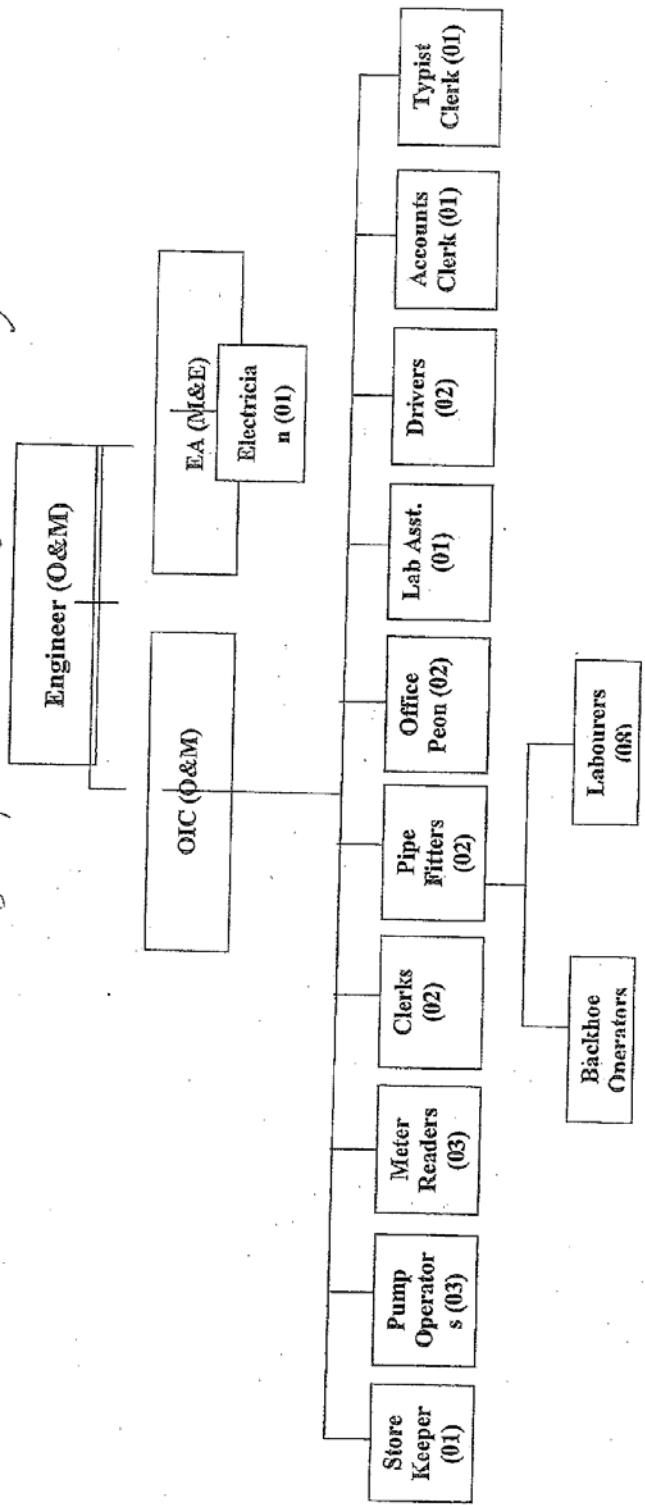 Engineer (O&M)
OIC (O&M)
EA (M&E)
Electricia
n (01)
Store
Keeper
(01)
Pump
Operator
s (03)
Meter
Readers
(03)
Clerks
(02)
Pipe
Fitters
(02)
Office
Peon (02)
Lab Asst.
(01)
Drivers
(02)
Accounts
Clerk (01)
Typist
Clerk (01)
Backhoe
Operators
Labourers
(08)